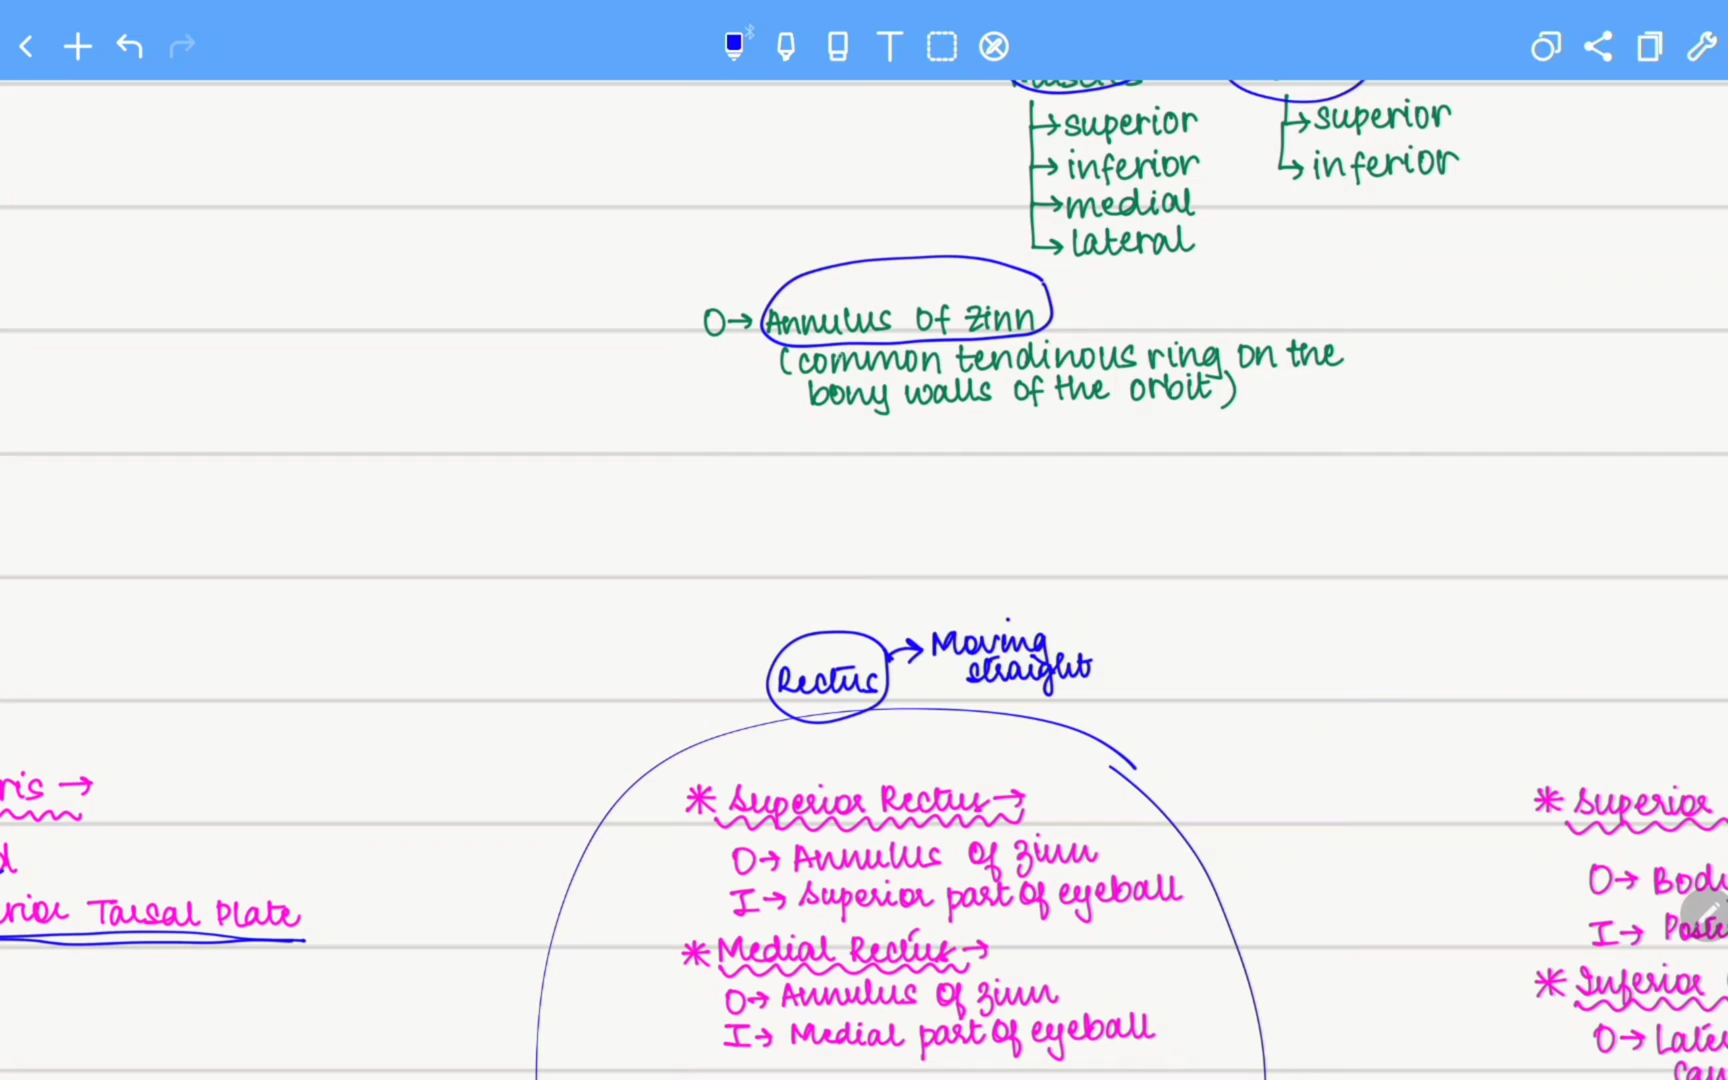 superior
inferior
medial
lateral
superior
inferior
O→ Annulus of zinn
(common tendinous ring on the
bony walls of the orbit)
Rectus → Moving
straight
ris →
* Superior Rectus →
O→ Annulus of zinn
I→ Superior part of eyeball
* Medial Rectus →
O→ Annulus of zinn
I→ Medial part of eyeball
rior Tarsal Plate
* Superior
O→ Bod
I→ Poste
* Inferior
O→ Late
T